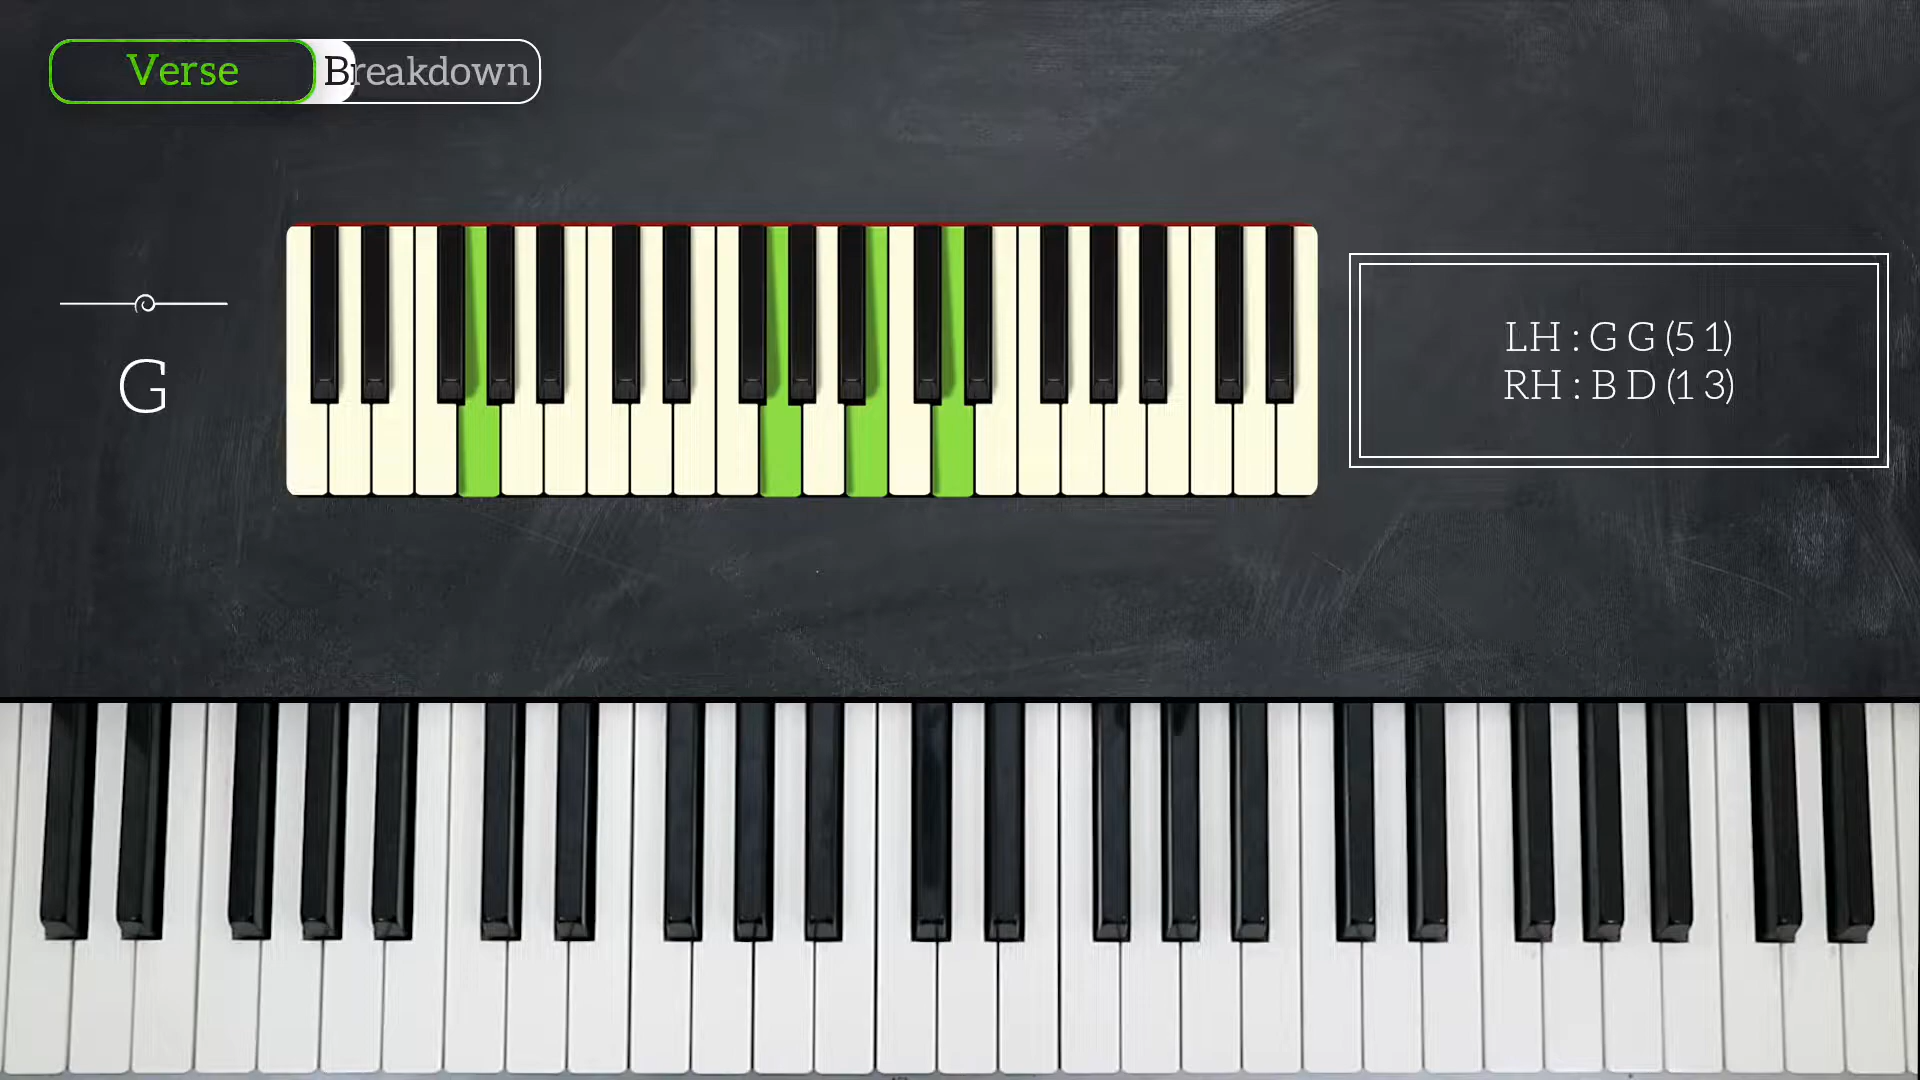 Verse Breakdown
G
LH : G G (5 1)
RH : B D (1 3)